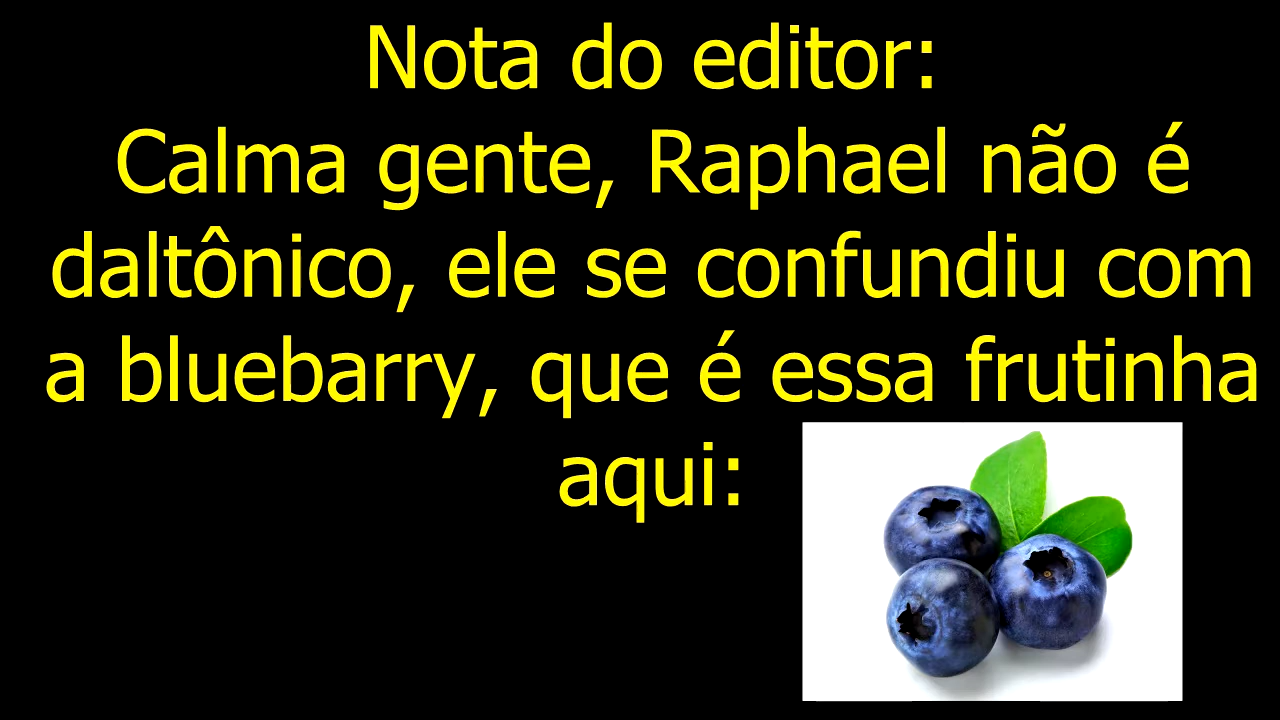 Nota do editor:
Calma gente, Raphael não é
daltônico, ele se confundiu com
a bluebarry, que é essa frutinha
aqui: